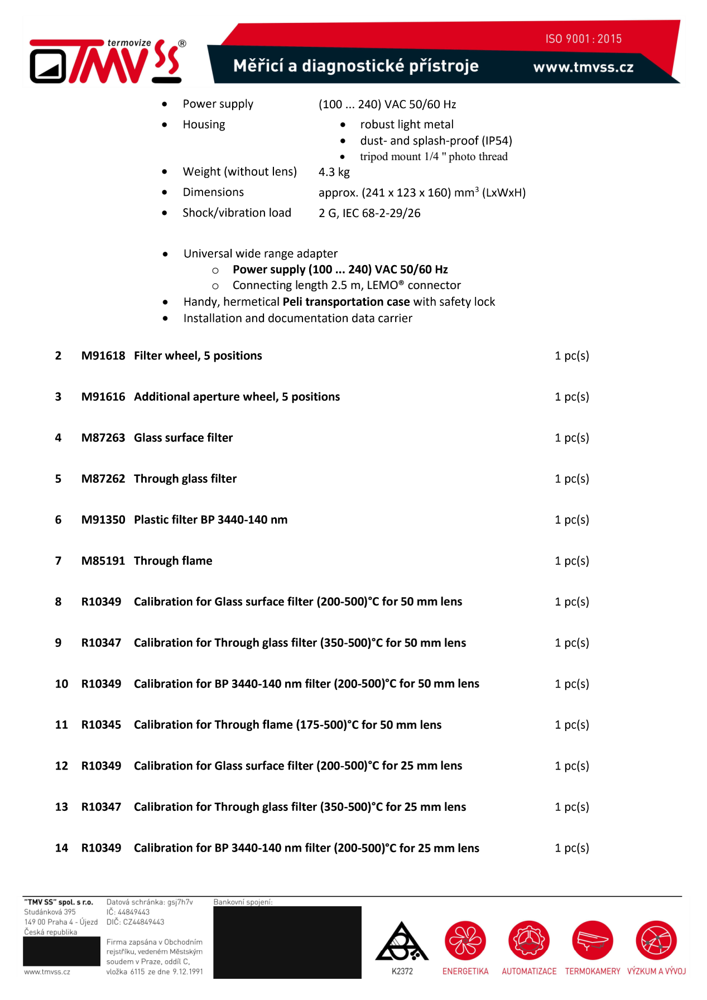 termovize ®
TMV SS
ISO 9001 : 2015
Měřicí a diagnostické přístroje
www.tmvss.cz
• Power supply (100 ... 240) VAC 50/60 Hz
• Housing • robust light metal
• dust- and splash-proof (IP54)
• tripod mount 1/4 " photo thread
• Weight (without lens) 4.3 kg
• Dimensions approx. (241 x 123 x 160) mm³ (LxWxH)
• Shock/vibration load 2 G, IEC 68-2-29/26
• Universal wide range adapter
o Power supply (100 ... 240) VAC 50/60 Hz
o Connecting length 2.5 m, LEMO® connector
• Handy, hermetical Peli transportation case with safety lock
• Installation and documentation data carrier
2 M91618 Filter wheel, 5 positions 1 pc(s)
3 M91616 Additional aperture wheel, 5 positions 1 pc(s)
4 M87263 Glass surface filter 1 pc(s)
5 M87262 Through glass filter 1 pc(s)
6 M91350 Plastic filter BP 3440-140 nm 1 pc(s)
7 M85191 Through flame 1 pc(s)
8 R10349 Calibration for Glass surface filter (200-500)°C for 50 mm lens 1 pc(s)
9 R10347 Calibration for Through glass filter (350-500)°C for 50 mm lens 1 pc(s)
10 R10349 Calibration for BP 3440-140 nm filter (200-500)°C for 50 mm lens 1 pc(s)
11 R10345 Calibration for Through flame (175-500)°C for 50 mm lens 1 pc(s)
12 R10349 Calibration for Glass surface filter (200-500)°C for 25 mm lens 1 pc(s)
13 R10347 Calibration for Through glass filter (350-500)°C for 25 mm lens 1 pc(s)
14 R10349 Calibration for BP 3440-140 nm filter (200-500)°C for 25 mm lens 1 pc(s)
"TMV SS" spol. s r.o.
Studánková 395
149 00 Praha 4 - Újezd
Česká republika
www.tmvss.cz
Datová schránka: gsj7h7v
IČ: 44849443
DIČ: CZ44849443
Firma zapsána v Obchodním
rejstříku, vedeném Městským
soudem v Praze, oddíl C,
vložka 6115 ze dne 9.12.1991
Bankovní spojení:
K2372
ENERGETIKA
AUTOMATIZACE
TERMOKAMERY
VÝZKUM A VÝVOJ